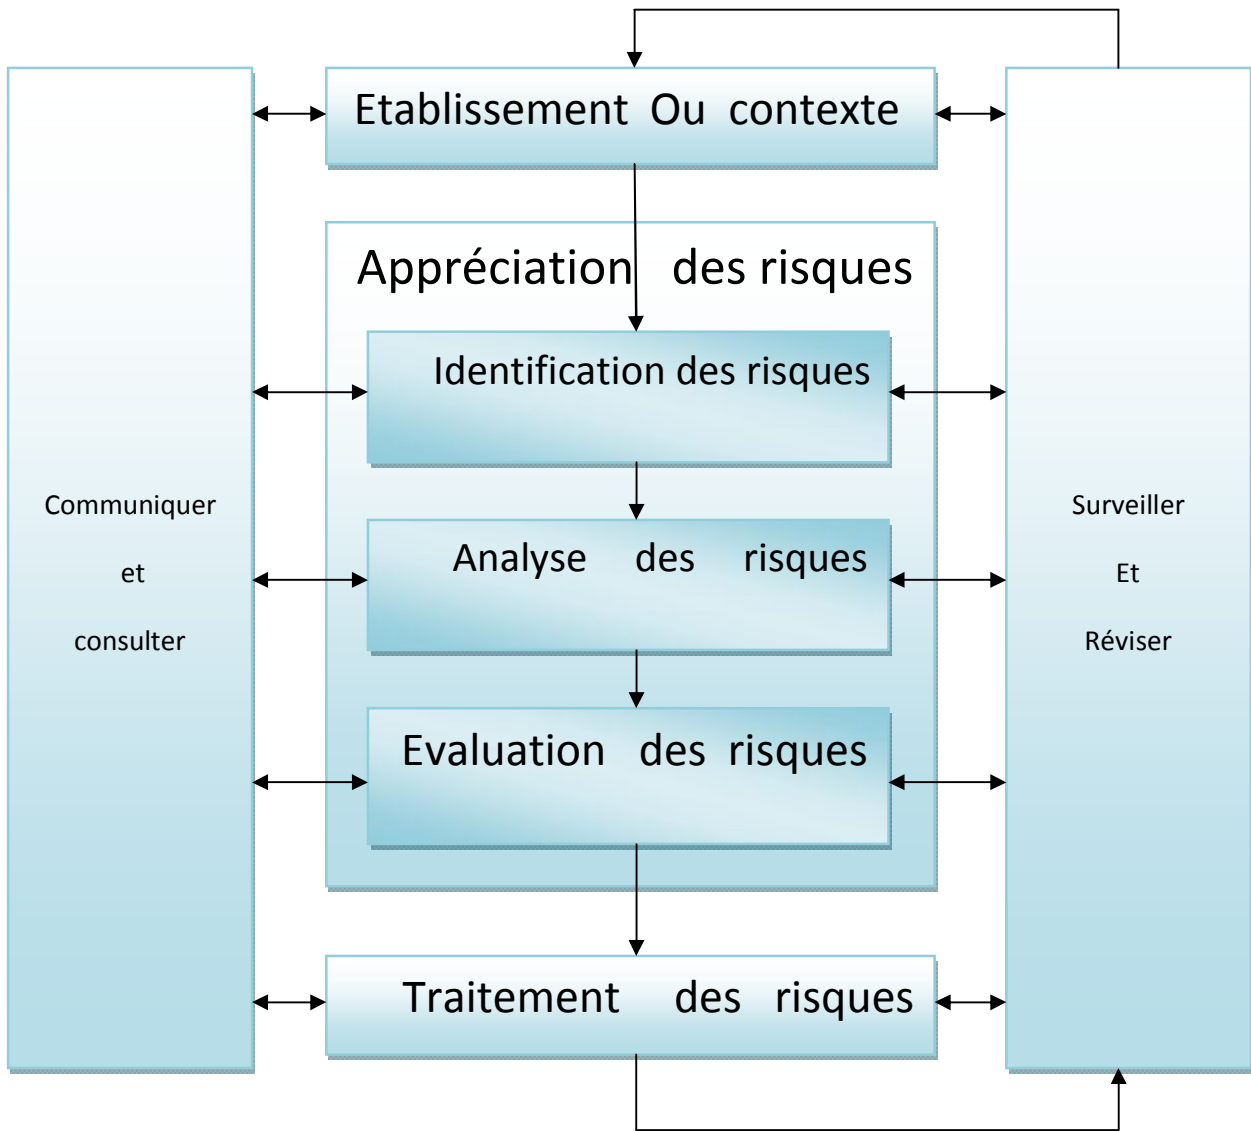 Etablissement Ou contexte
Appréciation des risques
Identification des risques
Analyse des risques
Evaluation des risques
Traitement des risques
Communiquer
et
consulter
Surveiller
Et
Réviser